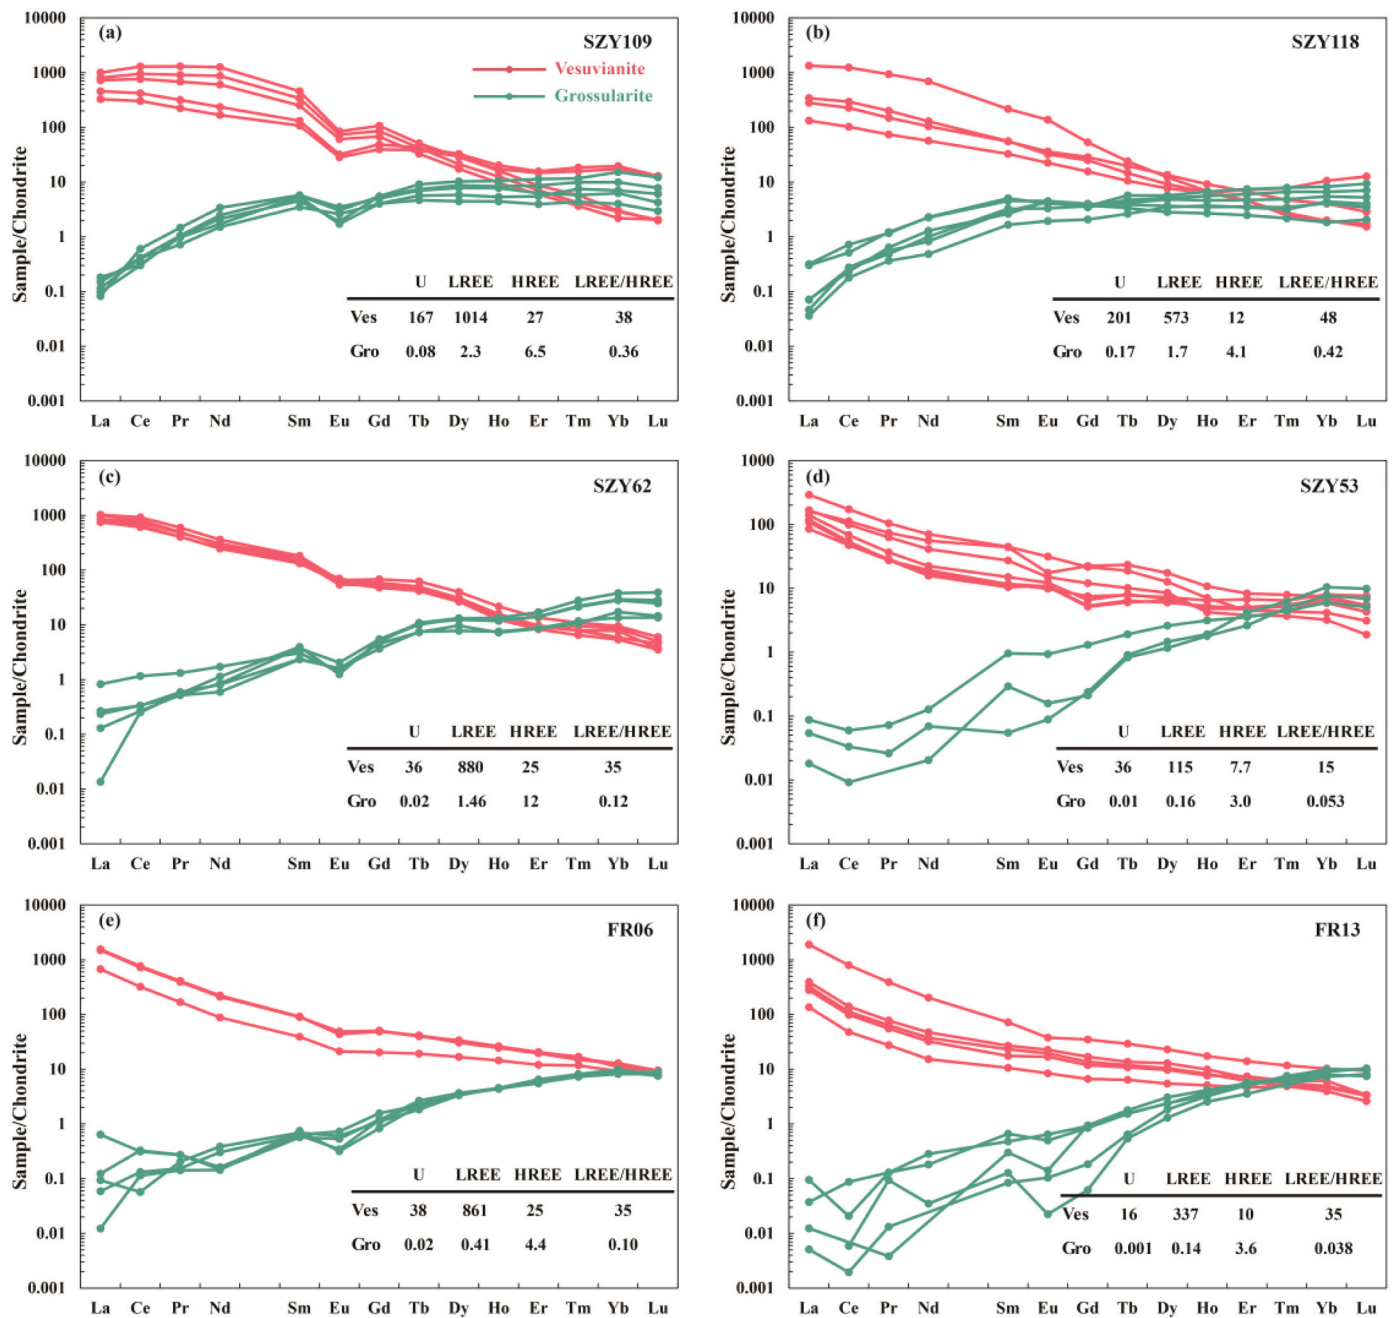 (a)
SZY109
Vesuvianite
Grossularite
Sample/Chondrite
10000
1000
100
10
1
0.1
0.01
0.001
U LREE HREE LREE/HREE
Ves 167 1014 27 38
Gro 0.08 2.3 6.5 0.36
La Ce Pr Nd Sm Eu Gd Tb Dy Ho Er Tm Yb Lu
(b)
SZY118
Sample/Chondrite
10000
1000
100
10
1
0.1
0.01
0.001
U LREE HREE LREE/HREE
Ves 201 573 12 48
Gro 0.17 1.7 4.1 0.42
La Ce Pr Nd Sm Eu Gd Tb Dy Ho Er Tm Yb Lu
(c)
SZY62
Sample/Chondrite
10000
1000
100
10
1
0.1
0.01
0.001
U LREE HREE LREE/HREE
Ves 36 880 25 35
Gro 0.02 1.46 12 0.12
La Ce Pr Nd Sm Eu Gd Tb Dy Ho Er Tm Yb Lu
(d)
SZY53
Sample/Chondrite
1000
100
10
1
0.1
0.01
0.001
U LREE HREE LREE/HREE
Ves 36 115 7.7 15
Gro 0.01 0.16 3.0 0.053
La Ce Pr Nd Sm Eu Gd Tb Dy Ho Er Tm Yb Lu
(e)
FR06
Sample/Chondrite
10000
1000
100
10
1
0.1
0.01
0.001
U LREE HREE LREE/HREE
Ves 38 861 25 35
Gro 0.02 0.41 4.4 0.10
La Ce Pr Nd Sm Eu Gd Tb Dy Ho Er Tm Yb Lu
(f)
FR13
Sample/Chondrite
10000
1000
100
10
1
0.1
0.01
0.001
U LREE HREE LREE/HREE
Ves 16 337 10 35
Gro 0.001 0.14 3.6 0.038
La Ce Pr Nd Sm Eu Gd Tb Dy Ho Er Tm Yb Lu